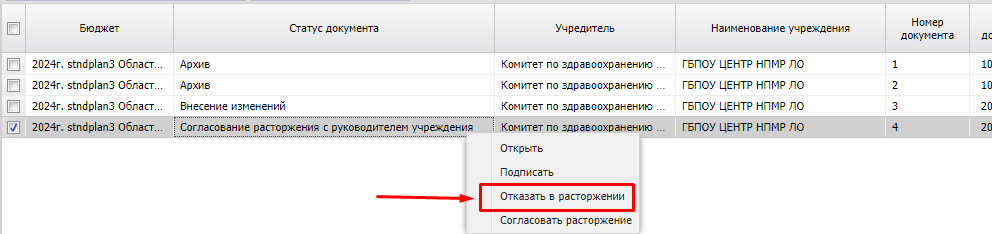 Бюджет Статус документа Учредитель Наименование учреждения Номер документа до
2024г. stndplan3 Област... Архив Комитет по здравоохранению ... ГБПОУ ЦЕНТР НПМР ЛО 1 10
2024г. stndplan3 Област... Архив Комитет по здравоохранению ... ГБПОУ ЦЕНТР НПМР ЛО 2 10
2024г. stndplan3 Област... Внесение изменений Комитет по здравоохранению ... ГБПОУ ЦЕНТР НПМР ЛО 3 20
2024г. stndplan3 Област... Согласование расторжения с руководителем учреждения Комитет по здравоохранению ... ГБПОУ ЦЕНТР НПМР ЛО 4 20
Открыть
Подписать
Отказать в расторжении
Согласовать расторжение